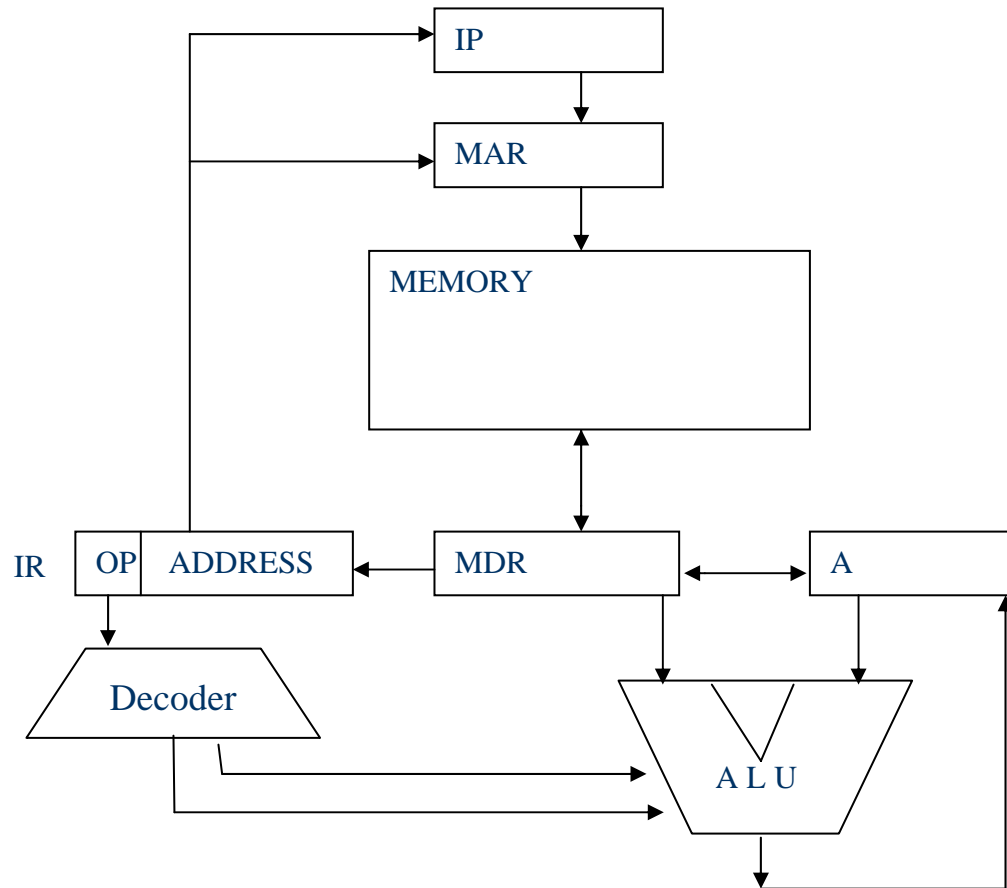 IP
MAR
MEMORY
IR OP ADDRESS MDR A
Decoder
A L U